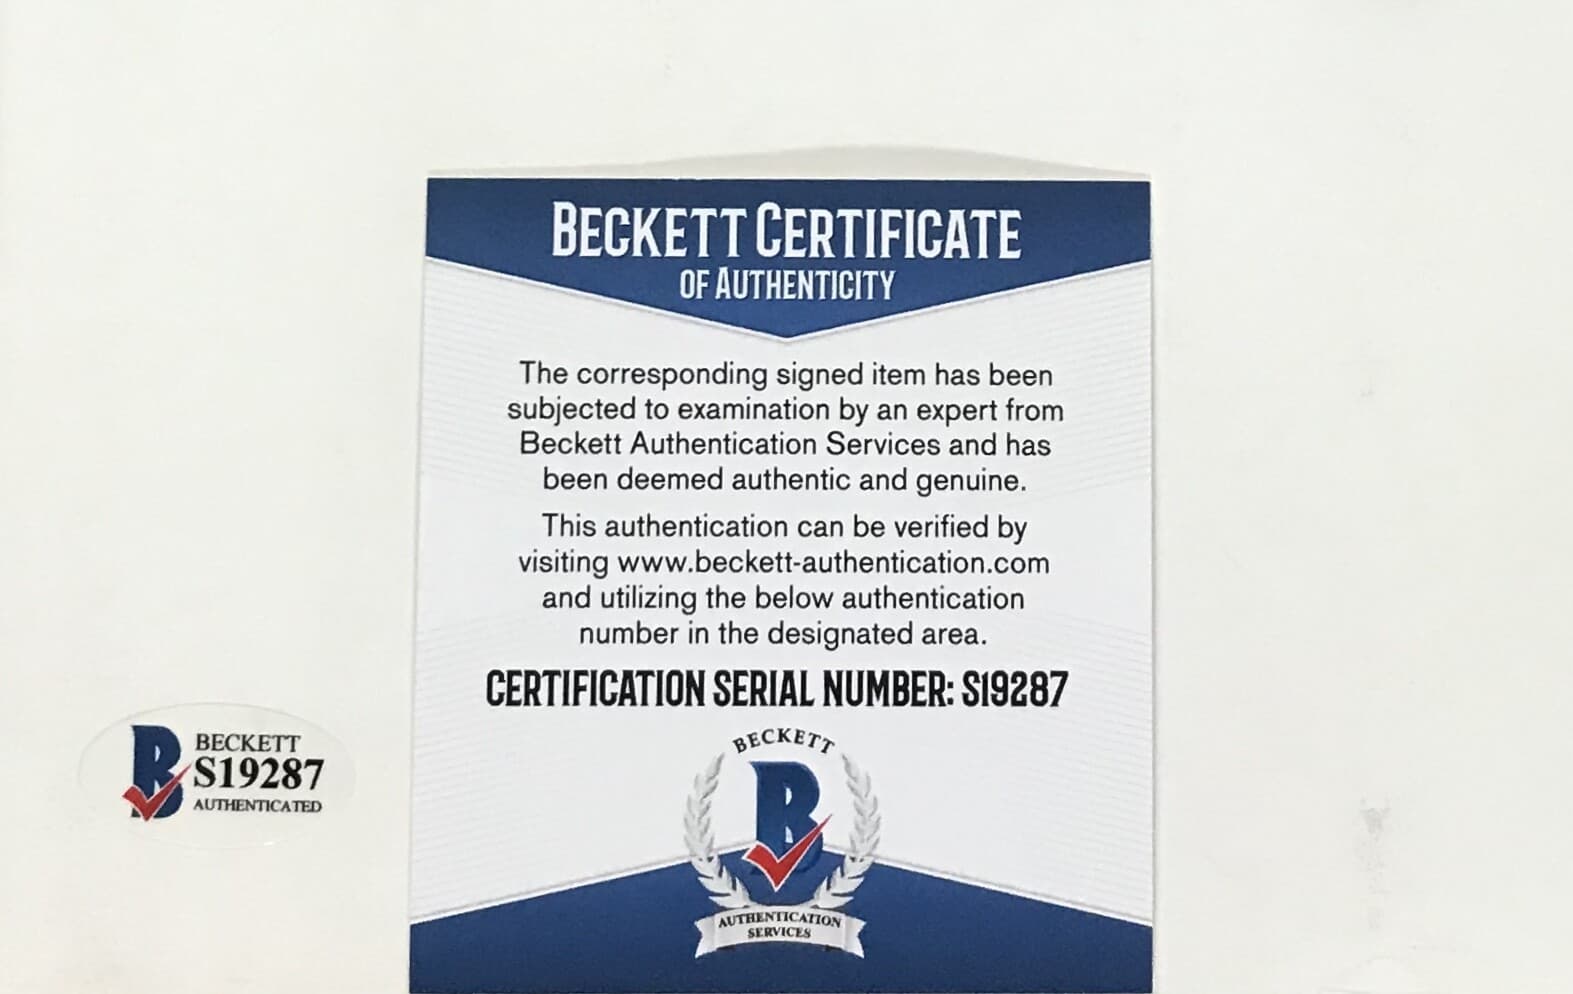 BECKETT CERTIFICATE
OF AUTHENTICITY
The corresponding signed item has been
subjected to examination by an expert from
Beckett Authentication Services and has
been deemed authentic and genuine.
This authentication can be verified by
visiting www.beckett-authentication.com
and utilizing the below authentication
number in the designated area.
CERTIFICATION SERIAL NUMBER: S19287
BECKETT
B
AUTHENTICATION
SERVICES
B
BECKETT
S19287
AUTHENTICATED